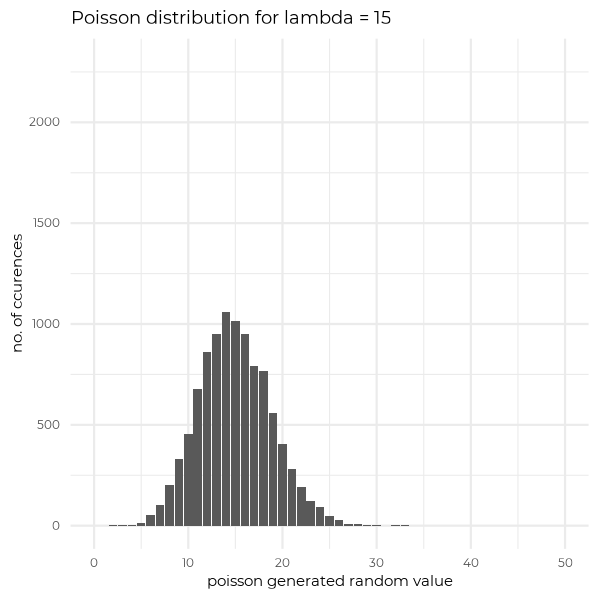 Poisson distribution for lambda = 15
2000
1500
1000
500
0
no. of ccurences
0 10 20 30 40 50
poisson generated random value